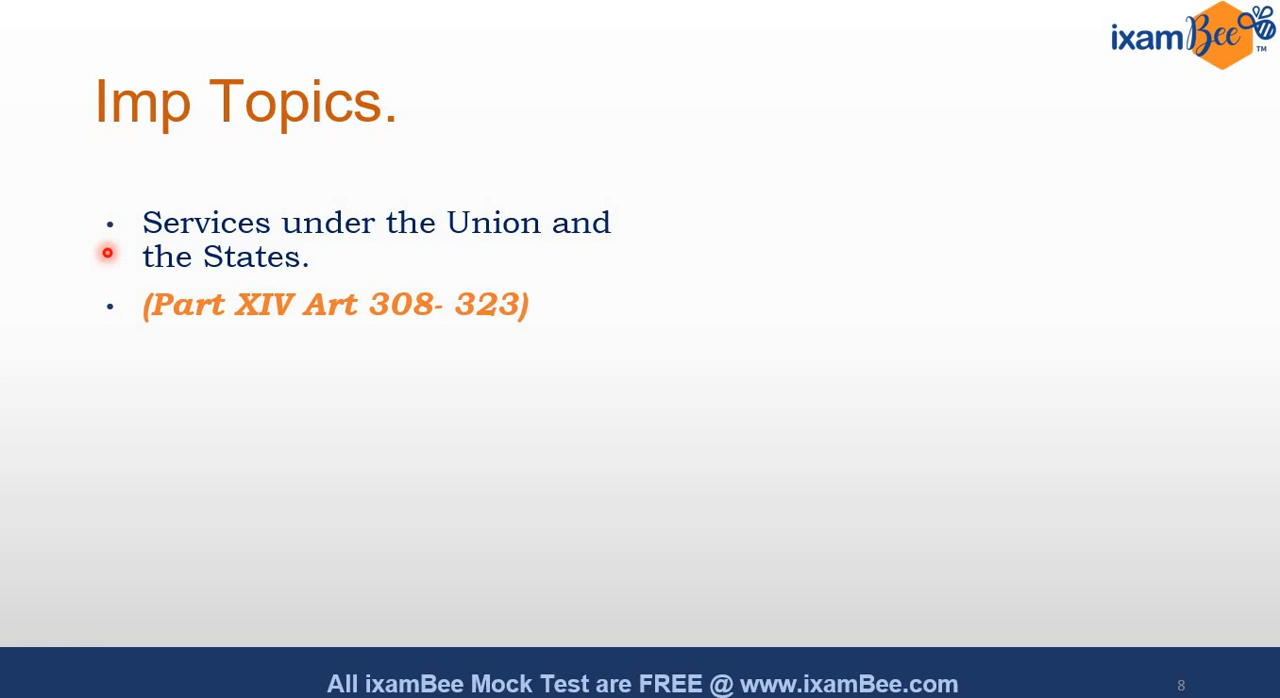 ixamBee
TM
Imp Topics.
• Services under the Union and
the States.
• (Part XIV Art 308- 323)
All ixamBee Mock Test are FREE @ www.ixamBee.com
8